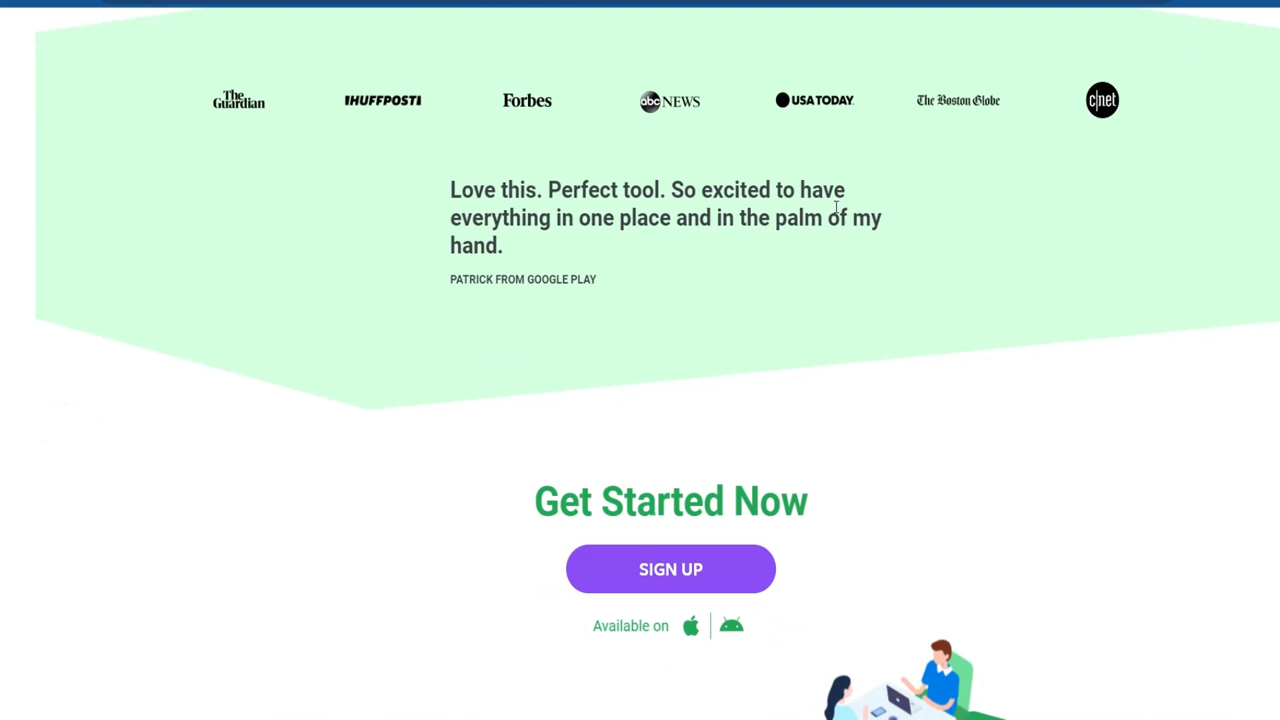 The Guardian
IHUFFPOSTI
Forbes
abc NEWS
USA TODAY
The Boston Globe
c|net
Love this. Perfect tool. So excited to have
everything in one place and in the palm of my
hand.
PATRICK FROM GOOGLE PLAY
Get Started Now
SIGN UP
Available on